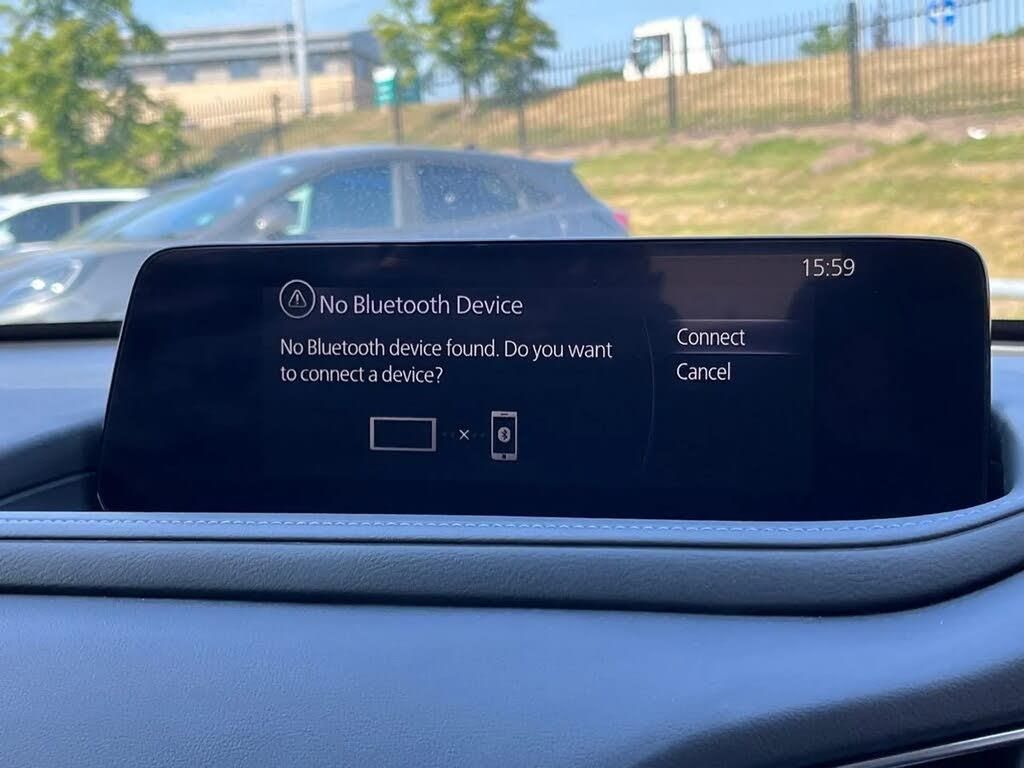 15:59
No Bluetooth Device
No Bluetooth device found. Do you want
to connect a device?
Connect
Cancel